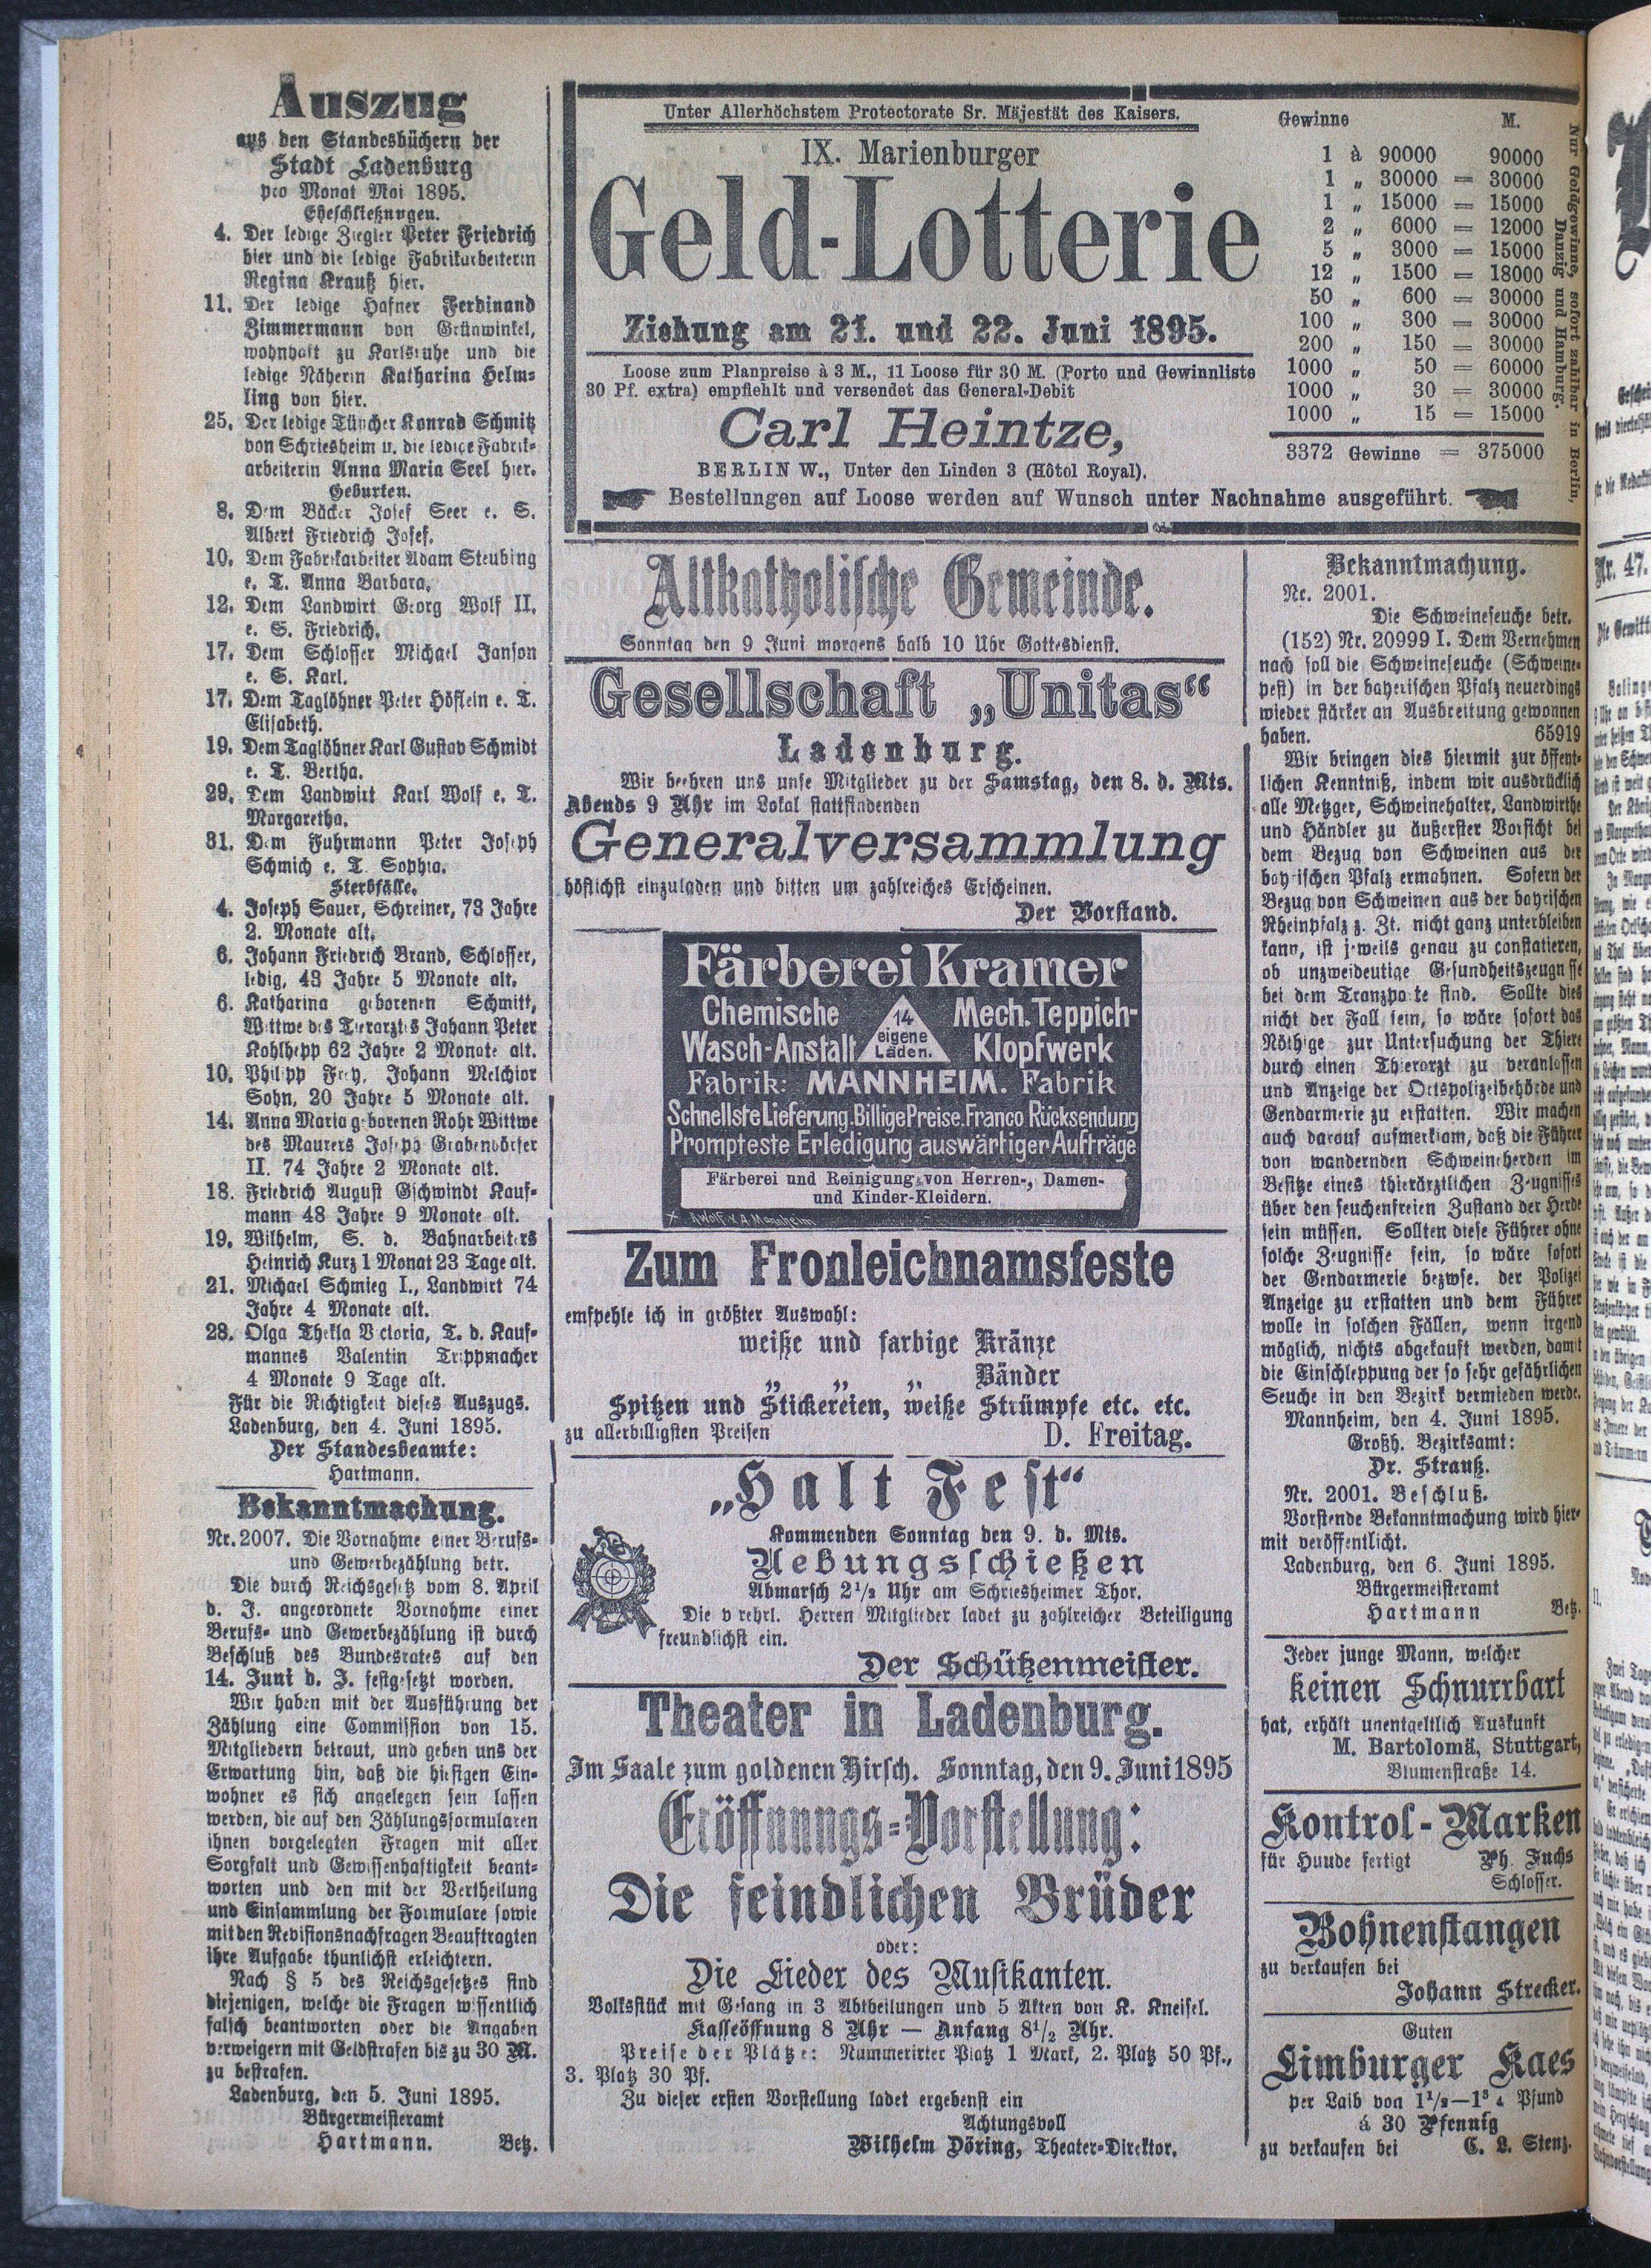 Auszug
aus den Standesbüchern der
Stadt Ladenburg
pro Monat Mai 1895.
Eheschließungen.
4. Der ledige Ziegler Peter Friedrich
hier und die ledige Fabrikarbeiterin
Regina Krauß hier.
11. Der ledige Hafner Ferdinand
Zimmermann von Grünwinkel,
wohnhaft zu Karlsruhe und die
ledige Näherin Katharina Helm-
ling von hier.
25. Der ledige Tüncher Konrad Schmitz
von Schriesheim u. die ledige Fabrik-
arbeiterin Anna Maria Seel hier.
Geburten.
8. Dem Bäcker Josef Seer e. S.
Albert Friedrich Josef.
10. Dem Fabrikarbeiter Adam Steubing
e. T. Anna Barbara.
12. Dem Landwirt Georg Wolf II.
e. S. Friedrich.
17. Dem Schlosser Michael Janson
e. S. Karl.
17. Dem Taglöhner Peter Höflein e. T.
Elisabeth.
19. Dem Taglöhner Karl Gustav Schmidt
e. T. Bertha.
29. Dem Landwirt Karl Wolf e. T.
Margaretha.
31. Dem Fuhrmann Peter Joseph
Schmich e. T. Sophia.
Sterbfälle.
4. Joseph Sauer, Schreiner, 73 Jahre
2. Monate alt.
6. Johann Friedrich Brand, Schlosser,
ledig, 43 Jahre 5 Monate alt.
6. Katharina geborenen Schmitt,
Wittwe des Tierarztes Johann Peter
Kohlhepp 62 Jahre 2 Monate alt.
10. Philipp Frey, Johann Melchior
Sohn, 20 Jahre 5 Monate alt.
14. Anna Maria geborenen Rohr Wittwe
des Maurers Joseph Grabendörfer
II. 74 Jahre 2 Monate alt.
18. Friedrich August Gschwindt Kauf-
mann 48 Jahre 9 Monate alt.
19. Wilhelm, S. d. Bahnarbeiters
Heinrich Kurz 1 Monat 23 Tage alt.
21. Michael Schmieg I., Landwirt 74
Jahre 4 Monate alt.
28. Olga Thekla Victoria, T. d. Kauf-
mannes Valentin Trippmacher
4 Monate 9 Tage alt.
Für die Richtigkeit dieses Auszugs.
Ladenburg, den 4. Juni 1895.
Der Standesbeamte:
Hartmann.
Bekanntmachung.
Nr. 2007. Die Vornahme einer Berufs-
und Gewerbezählung betr.
Die durch Reichsgesetz vom 8. April
d. J. angeordnete Vornahme einer
Berufs- und Gewerbezählung ist durch
Beschluß des Bundesrates auf den
14. Juni d. J. festgesetzt worden.
Wir haben mit der Ausführung der
Zählung eine Commission von 15.
Mitgliedern betraut, und geben uns der
Erwartung hin, daß die hiesigen Ein-
wohner es sich angelegen sein lassen
werden, die auf den Zählungsformularen
ihnen vorgelegten Fragen mit aller
Sorgfalt und Gewissenhaftigkeit beant-
worten und den mit der Vertheilung
und Einsammlung der Formulare sowie
mit den Revisionsnachfragen Beauftragten
ihre Aufgabe thunlichst erleichtern.
Nach § 5 des Reichsgesetzes sind
diejenigen, welche die Fragen wissentlich
falsch beantworten oder die Angaben
verweigern mit Geldstrafen bis zu 30 M.
zu bestrafen.
Ladenburg, den 5. Juni 1895.
Bürgermeisteramt
Hartmann. Betz.
Unter Allerhöchstem Protectorate Sr. Mäjestät des Kaisers.
IX. Marienburger
Geld-Lotterie
Ziehung am 21. und 22. Juni 1895.
Loose zum Planpreise à 3 M., 11 Loose für 30 M. (Porto und Gewinnliste
30 Pf. extra) empfiehlt und versendet das General-Debit
Carl Heintze,
BERLIN W., Unter den Linden 3 (Hôtel Royal).
Bestellungen auf Loose werden auf Wunsch unter Nachnahme ausgeführt.
Gewinne M.
1 à 90000 90000
1 „ 30000 = 30000
1 „ 15000 = 15000
2 „ 6000 = 12000
5 „ 3000 = 15000
12 „ 1500 = 18000
50 „ 600 = 30000
100 „ 300 = 30000
200 „ 150 = 30000
1000 „ 50 = 60000
1000 „ 30 = 30000
1000 „ 15 = 15000
3372 Gewinne = 375000
Nur Geldgewinne, sofort zahlbar in Berlin,
Danzig und Hamburg.
Altkatholische Gemeinde.
Sonntag den 9 Juni morgens halb 10 Uhr Gottesdienst.
Gesellschaft „Unitas“
Ladenburg.
Wir beehren uns unse Mitglieder zu der Samstag, den 8. d. Mts.
Abends 9 Uhr im Lokal stattfindenden
Generalversammlung
höflichst einzuladen und bitten um zahlreiches Erscheinen.
Der Vorstand.
Färberei Kramer
Chemische
Wasch-Anstalt
14
eigene
Läden.
Mech. Teppich-
Klopfwerk
Fabrik: MANNHEIM. Fabrik
Schnellste Lieferung. Billige Preise. Franco Rücksendung
Prompteste Erledigung auswärtiger Aufträge
Färberei und Reinigung von Herren-, Damen-
und Kinder-Kleidern.
Zum Fronleichnamsfeste
emfpehle ich in größter Auswahl:
weiße und farbige Kränze
„ „ „ Bänder
Spitzen und Stickereien, weiße Strümpfe etc. etc.
zu allerbilligsten Preisen D. Freitag.
„Halt Fest“
Kommenden Sonntag den 9. d. Mts.
Uebungsschießen
Abmarsch 2½ Uhr am Schriesheimer Thor.
Die v rehrl. Herren Mitglieder ladet zu zahlreicher Beteiligung
freundlichst ein.
Der Schützenmeister.
Theater in Ladenburg.
Im Saale zum goldenen Hirsch. Sonntag, den 9. Juni 1895
Eröffnungs-Vorstellung:
Die feindlichen Brüder
oder:
Die Lieder des Musikanten.
Volksstück mit Gesang in 3 Abtheilungen und 5 Akten von K. Kneisel.
Kasseöffnung 8 Uhr — Anfang 8½ Uhr.
Preise der Plätze: Nummerirter Platz 1 Mark, 2. Platz 50 Pf.,
3. Platz 30 Pf.
Zu dieser ersten Vorstellung ladet ergebenst ein
Achtungsvoll
Wilhelm Döring, Theater-Direktor.
Bekanntmachung.
Nr. 2001.
Die Schweineseuche betr.
(152) Nr. 20999 I. Dem Vernehmen
nach soll die Schweineseuche (Schweine-
pest) in der bayerischen Pfalz neuerdings
wieder stärker an Ausbreitung gewonnen
haben. 65919
Wir bringen dies hiermit zur öffent-
lichen Kenntniß, indem wir ausdrücklich
alle Metzger, Schweinehalter, Landwirthe
und Händler zu äußerster Vorsicht bei
dem Bezug von Schweinen aus der
bayrischen Pfalz ermahnen. Sofern der
Bezug von Schweinen aus der bayrischen
Rheinpfalz z. Zt. nicht ganz unterbleiben
kann, ist jeweils genau zu constatieren,
ob unzweideutige Gesundheitszeugnisse
bei dem Transporte sind. Sollte dies
nicht der Fall sein, so wäre sofort das
Nöthige zur Untersuchung der Thiere
durch einen Thierarzt zu veranlassen
und Anzeige der Ortspolizeibehörde und
Gendarmerie zu erstatten. Wir machen
auch darauf aufmerksam, daß die Führer
von wandernden Schweineherden im
Besitze eines thierärztlichen Zeugnisses
über den seuchenfreien Zustand der Herde
sein müssen. Sollten diese Führer ohne
solche Zeugnisse sein, so wäre sofort
der Gendarmerie bezwse. der Polizei
Anzeige zu erstatten und dem Führer
wolle in solchen Fällen, wenn irgend
möglich, nichts abgekauft werden, damit
die Einschleppung der so sehr gefährlichen
Seuche in den Bezirk vermieden werde.
Mannheim, den 4. Juni 1895.
Großh. Bezirksamt:
Dr. Strauß.
Nr. 2001. Beschluß.
Vorstende Bekanntmachung wird hier-
mit veröffentlicht.
Ladenburg, den 6. Juni 1895.
Bürgermeisteramt
Hartmann Betz.
Jeder junge Mann, welcher
keinen Schnurrbart
hat, erhält unentgeltlich Auskunft
M. Bartolomä, Stuttgart,
Blumenstraße 14.
Kontrol-Marken
für Hunde fertigt Ph. Fuchs
Schlosser.
Bohnenstangen
zu verkaufen bei
Johann Strecker.
Guten
Limburger Kaes
per Laib von 1½—1¾ Pfund
á 30 Pfennig
zu verkaufen bei C. L. Stenz.
Nr. 47.